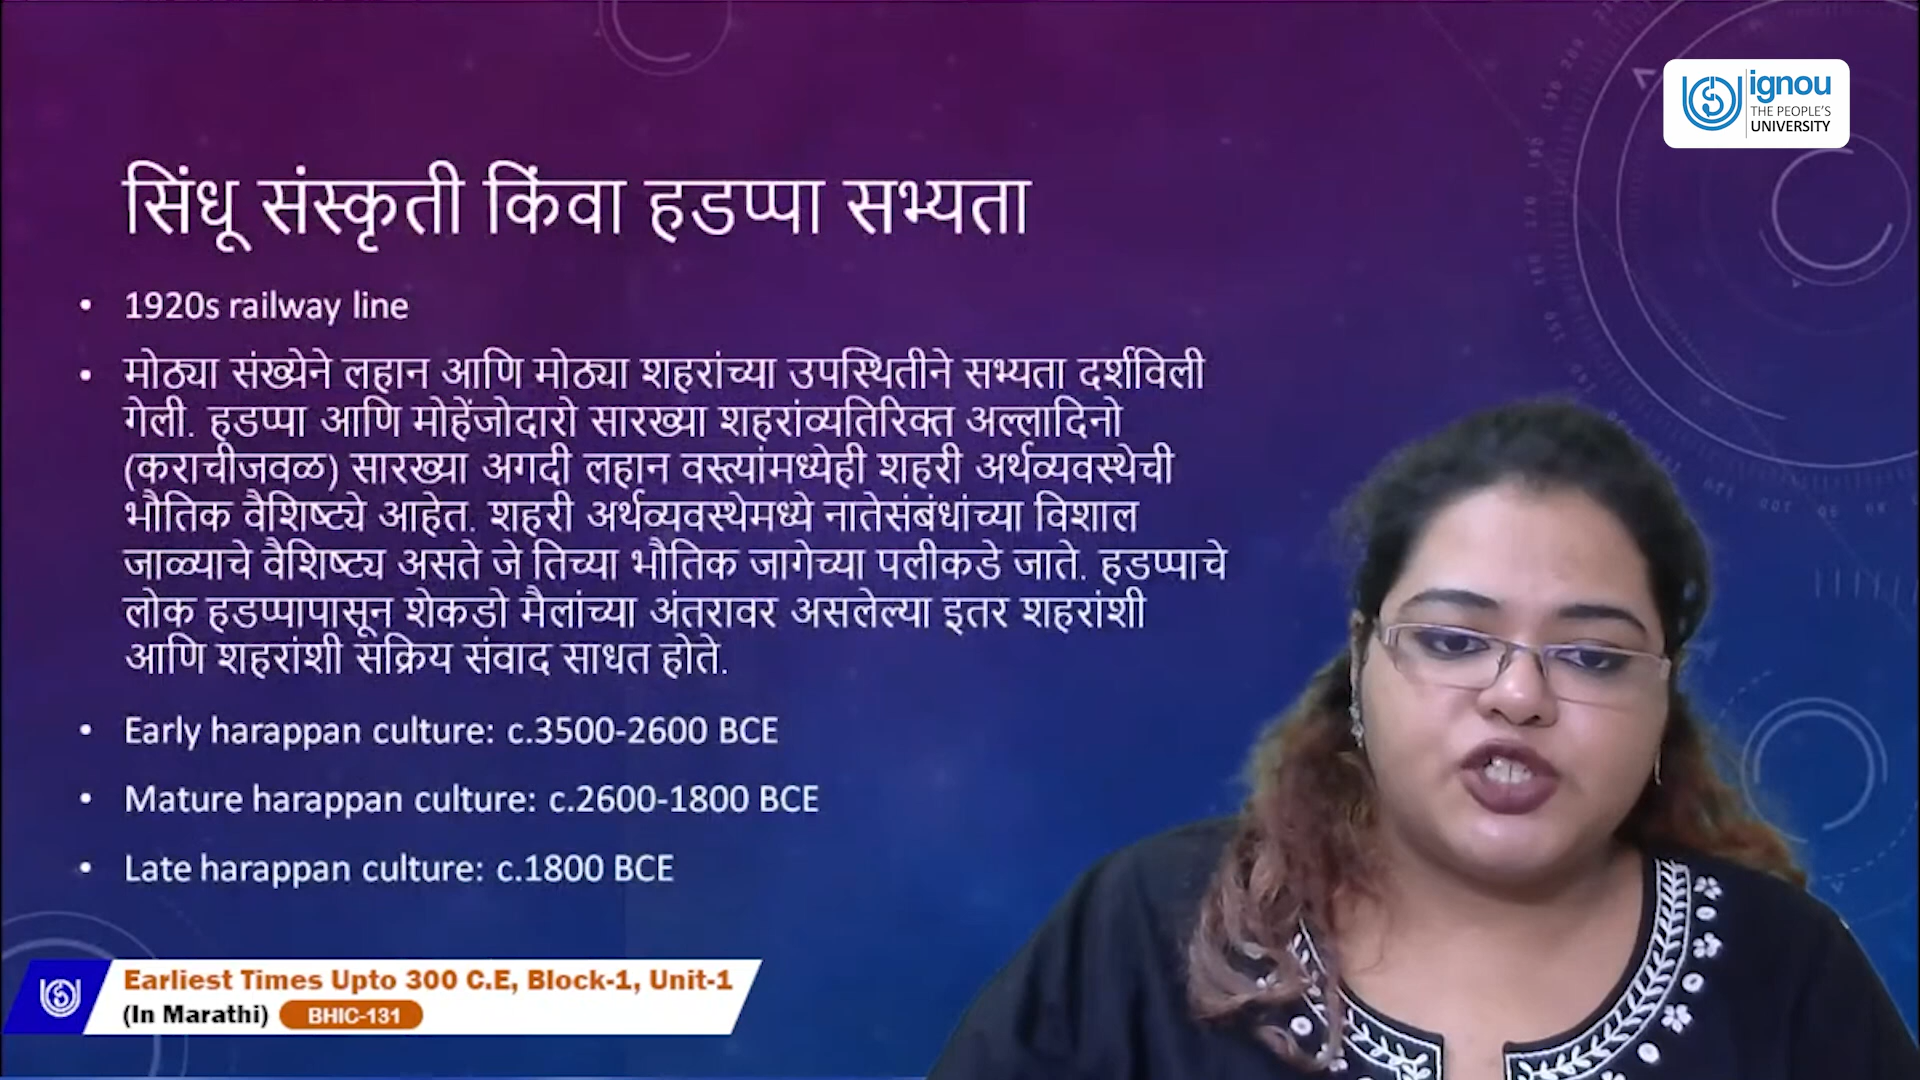 ignou
THE PEOPLE'S
UNIVERSITY
सिंधू संस्कृती किंवा हडप्पा सभ्यता
• 1920s railway line
• मोठ्या संख्येने लहान आणि मोठ्या शहरांच्या उपस्थितीने सभ्यता दर्शविली
गेली. हडप्पा आणि मोहेंजोदारो सारख्या शहरांव्यतिरिक्त अल्लादिनो
(कराचीजवळ) सारख्या अगदी लहान वस्त्यांमध्येही शहरी अर्थव्यवस्थेची
भौतिक वैशिष्ट्ये आहेत. शहरी अर्थव्यवस्थेमध्ये नातेसंबंधांच्या विशाल
जाळ्याचे वैशिष्ट्य असते जे तिच्या भौतिक जागेच्या पलीकडे जाते. हडप्पाचे
लोक हडप्पापासून शेकडो मैलांच्या अंतरावर असलेल्या इतर शहरांशी
आणि शहरांशी सक्रिय संवाद साधत होते.
• Early harappan culture: c.3500-2600 BCE
• Mature harappan culture: c.2600-1800 BCE
• Late harappan culture: c.1800 BCE
Earliest Times Upto 300 C.E, Block-1, Unit-1
(In Marathi) BHIC-131